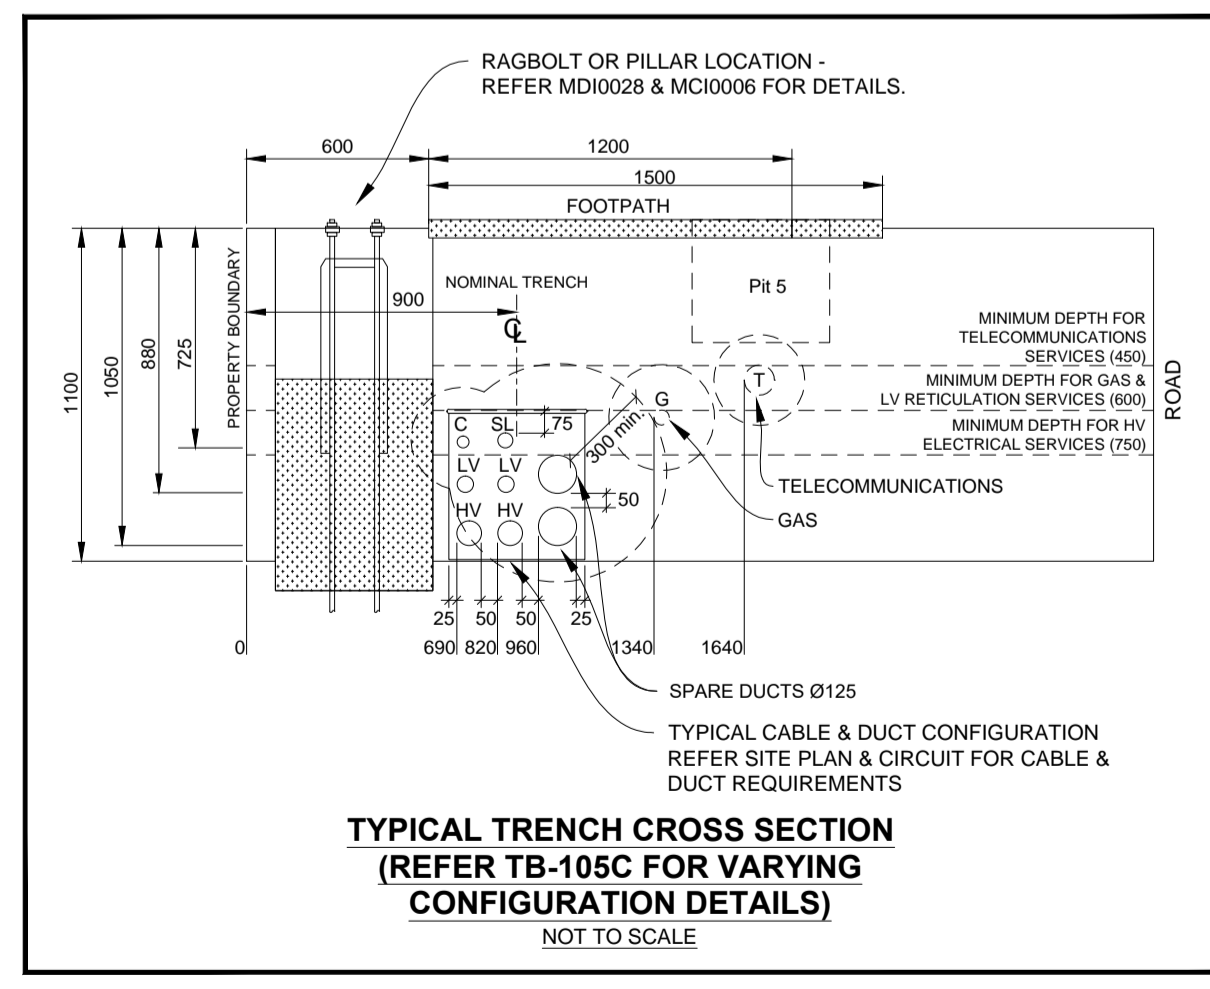 RAGBOLT OR PILLAR LOCATION -
REFER MDI0028 & MCI0006 FOR DETAILS.
600
1200
1500
FOOTPATH
PROPERTY BOUNDARY
NOMINAL TRENCH
900
CL
Pit 5
1100
1050
880
725
MINIMUM DEPTH FOR
TELECOMMUNICATIONS
SERVICES (450)
MINIMUM DEPTH FOR GAS &
LV RETICULATION SERVICES (600)
MINIMUM DEPTH FOR HV
ELECTRICAL SERVICES (750)
ROAD
T
G
C SL 75
300 min.
LV LV
50
HV HV
TELECOMMUNICATIONS
GAS
25 50 50 25
0 690 820 960 1340 1640
SPARE DUCTS Ø125
TYPICAL CABLE & DUCT CONFIGURATION
REFER SITE PLAN & CIRCUIT FOR CABLE &
DUCT REQUIREMENTS
TYPICAL TRENCH CROSS SECTION
(REFER TB-105C FOR VARYING
CONFIGURATION DETAILS)
NOT TO SCALE